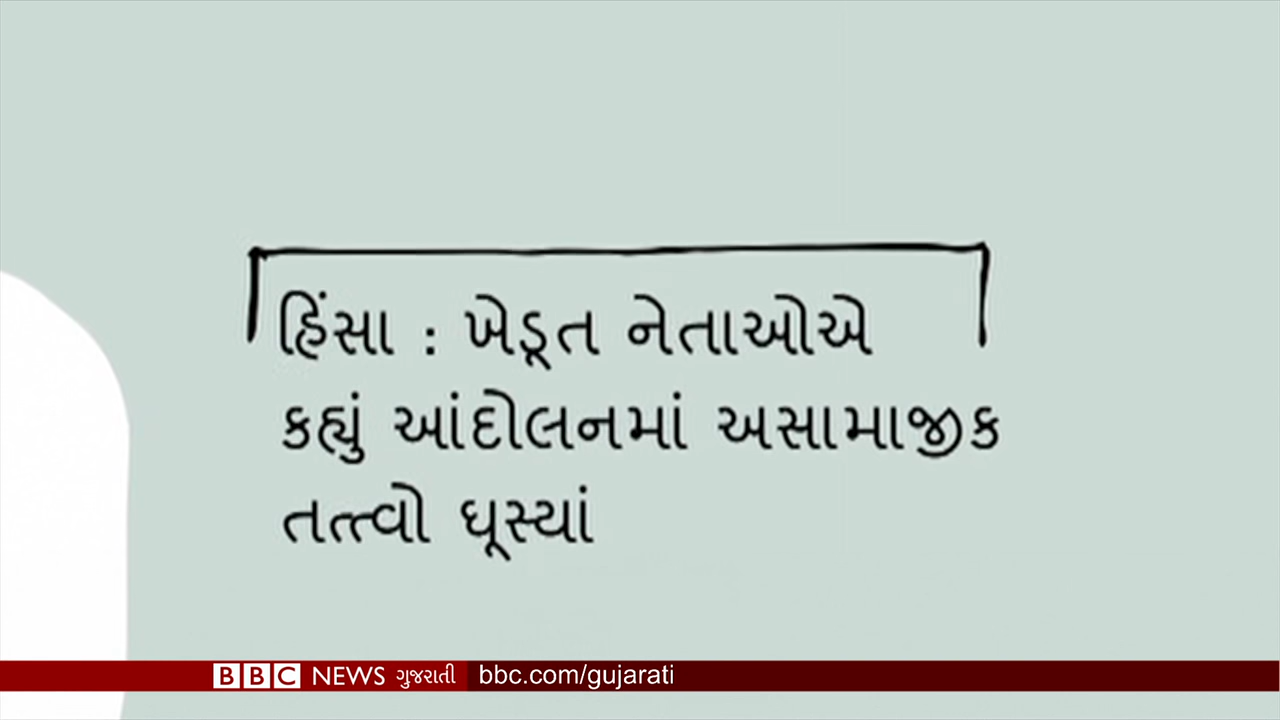 હિંસા : ખેડૂત નેતાઓએ
કહ્યું આંદોલનમાં અસામાજીક
તત્ત્વો ઘૂસ્યાં
BBC NEWS ગુજરાતી bbc.com/gujarati